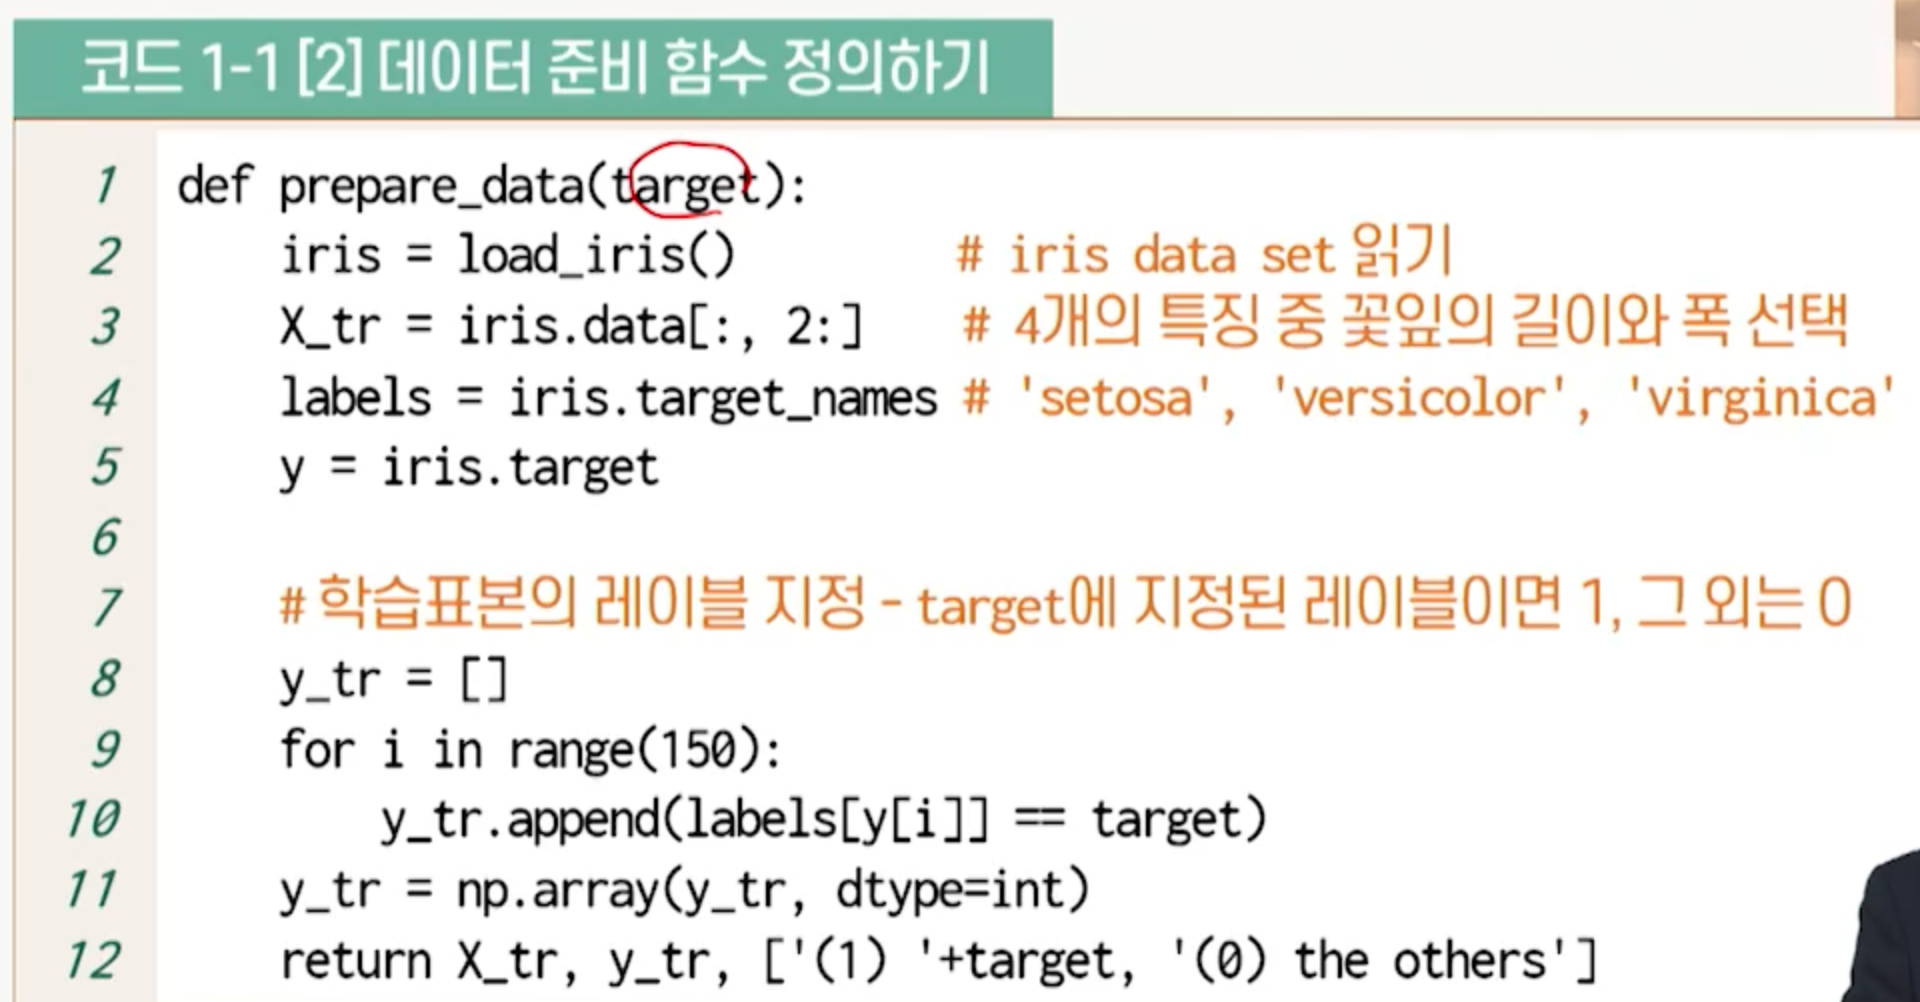 코드 1-1 [2] 데이터 준비 함수 정의하기
1 def prepare_data(target):
2 iris = load_iris() # iris data set 읽기
3 X_tr = iris.data[:, 2:] # 4개의 특징 중 꽃잎의 길이와 폭 선택
4 labels = iris.target_names # 'setosa', 'versicolor', 'virginica'
5 y = iris.target
6
7 # 학습표본의 레이블 지정 - target에 지정된 레이블이면 1, 그 외는 0
8 y_tr = []
9 for i in range(150):
10 y_tr.append(labels[y[i]] == target)
11 y_tr = np.array(y_tr, dtype=int)
12 return X_tr, y_tr, ['(1) '+target, '(0) the others']